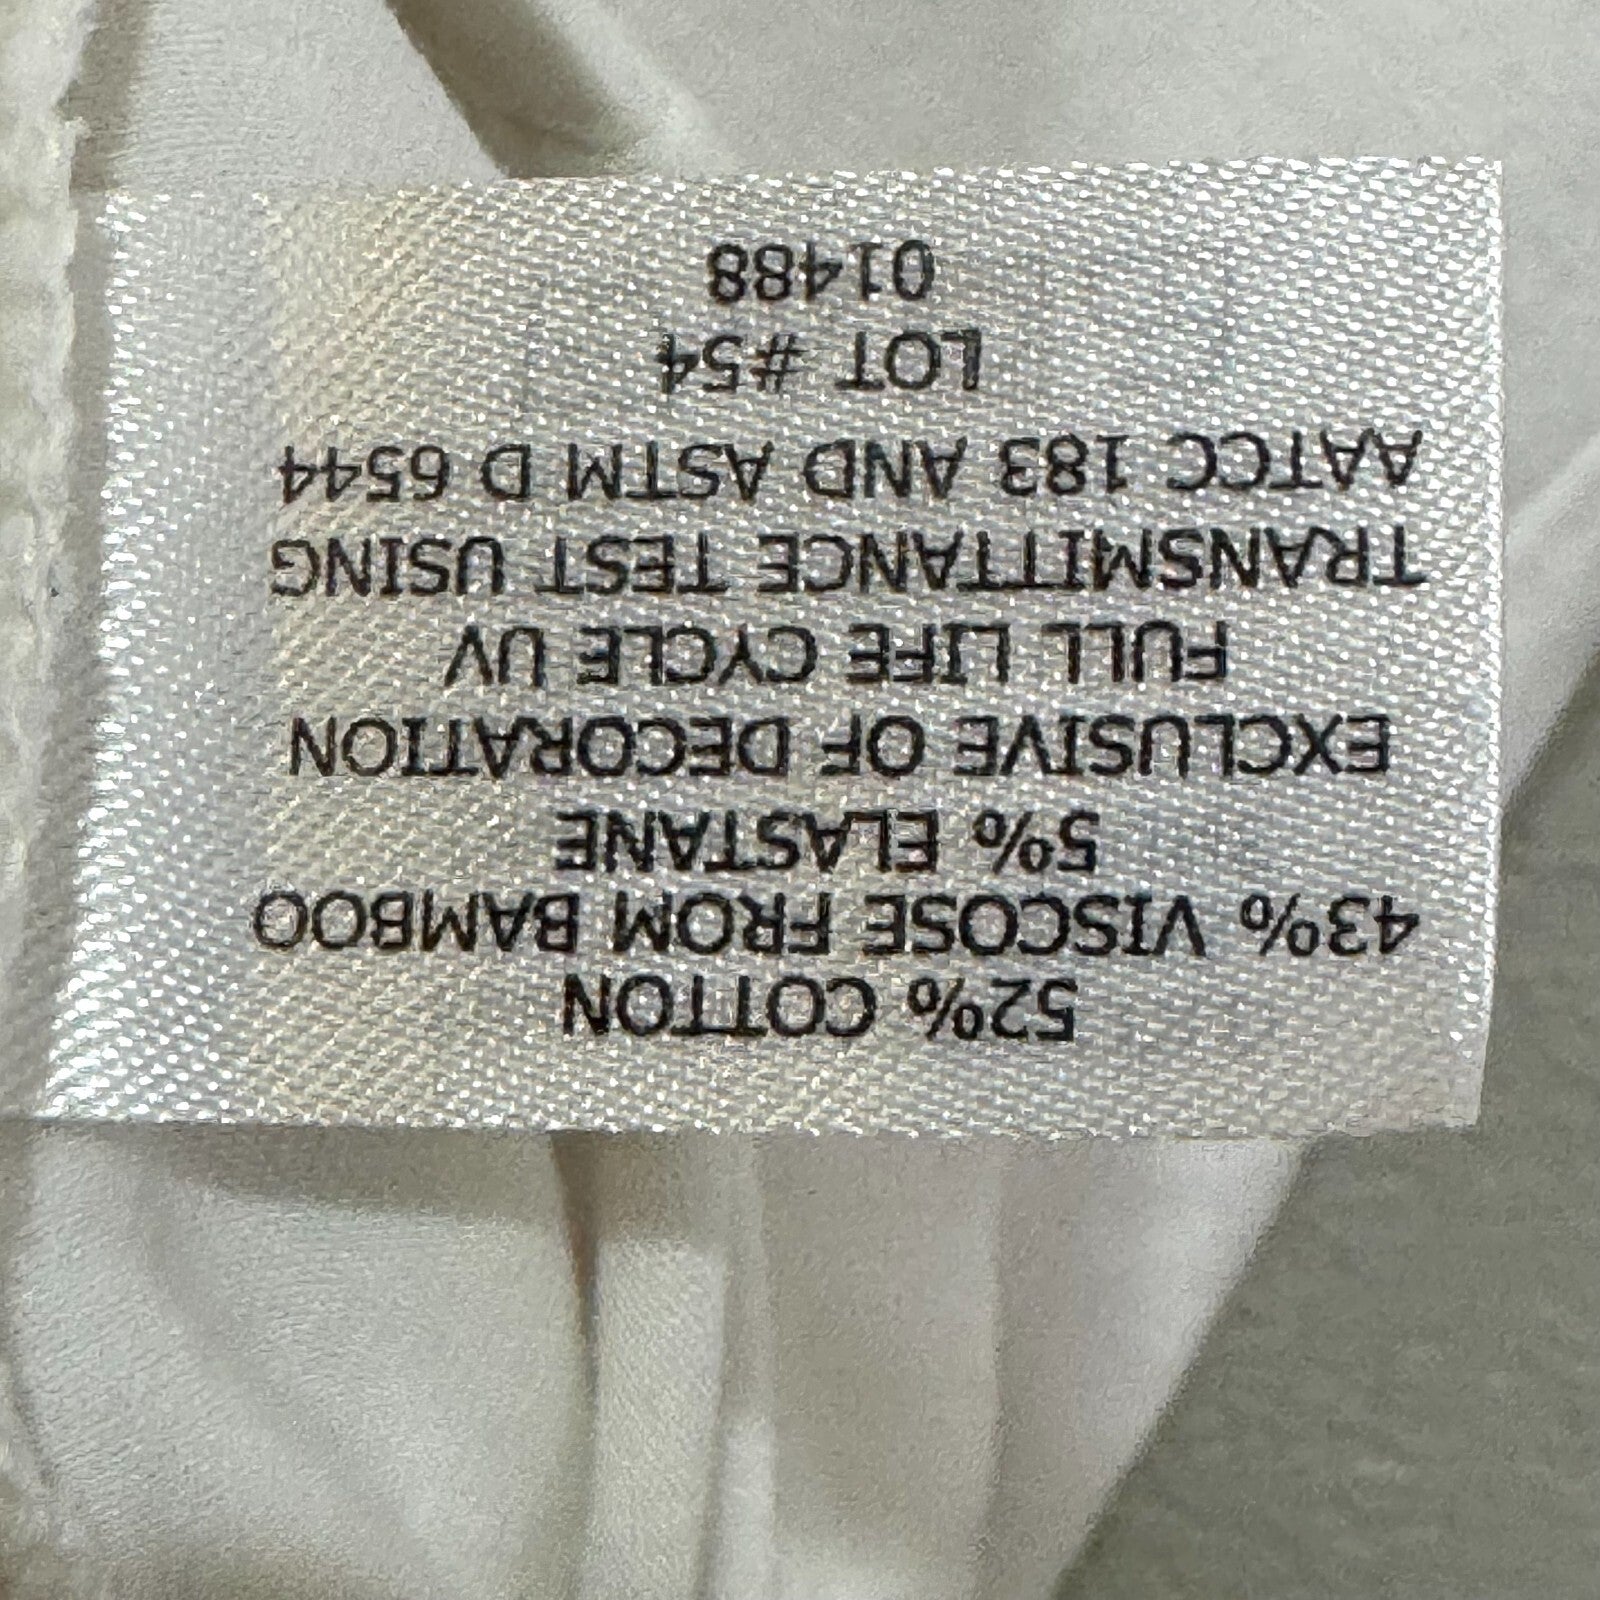 52% COTTON
43% VISCOSE FROM BAMBOO
5% ELASTANE
EXCLUSIVE OF DECORATION
FULL LIFE CYCLE UV
TRANSMITTANCE TEST USING
AATCC 183 AND ASTM D 6544
LOT #54
01488